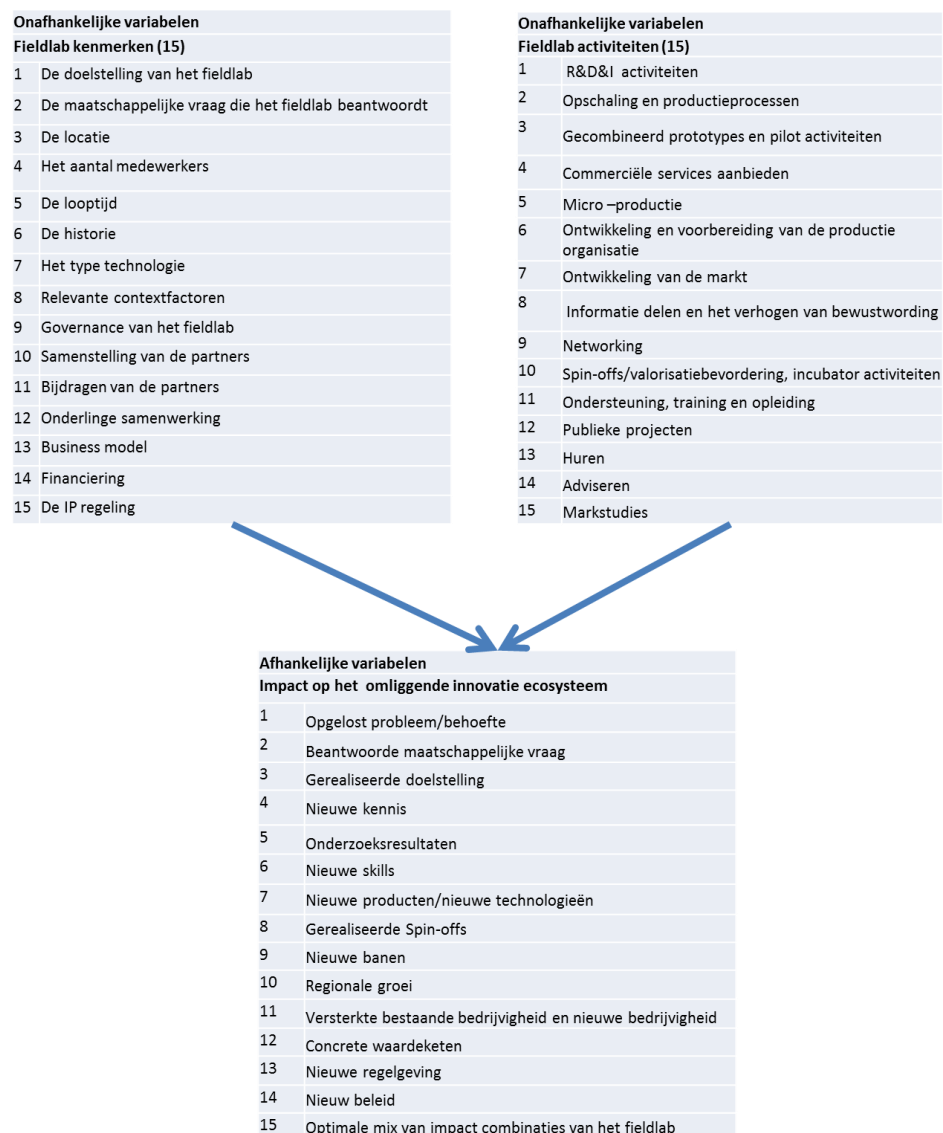 Onafhankelijke variabelen
Fieldlab kenmerken (15)
1 De doelstelling van het fieldlab
2 De maatschappelijke vraag die het fieldlab beantwoordt
3 De locatie
4 Het aantal medewerkers
5 De looptijd
6 De historie
7 Het type technologie
8 Relevante contextfactoren
9 Governance van het fieldlab
10 Samenstelling van de partners
11 Bijdragen van de partners
12 Onderlinge samenwerking
13 Business model
14 Financiering
15 De IP regeling
Onafhankelijke variabelen
Fieldlab activiteiten (15)
1 R&D&I activiteiten
2 Opschaling en productieprocessen
3 Gecombineerd prototypes en pilot activiteiten
4 Commerciële services aanbieden
5 Micro –productie
6 Ontwikkeling en voorbereiding van de productie
organisatie
7 Ontwikkeling van de markt
8 Informatie delen en het verhogen van bewustwording
9 Networking
10 Spin-offs/valorisatiebevordering, incubator activiteiten
11 Ondersteuning, training en opleiding
12 Publieke projecten
13 Huren
14 Adviseren
15 Markstudies
Afhankelijke variabelen
Impact op het omliggende innovatie ecosysteem
1 Opgelost probleem/behoefte
2 Beantwoorde maatschappelijke vraag
3 Gerealiseerde doelstelling
4 Nieuwe kennis
5 Onderzoeksresultaten
6 Nieuwe skills
7 Nieuwe producten/nieuwe technologieën
8 Gerealiseerde Spin-offs
9 Nieuwe banen
10 Regionale groei
11 Versterkte bestaande bedrijvigheid en nieuwe bedrijvigheid
12 Concrete waardeketen
13 Nieuwe regelgeving
14 Nieuw beleid
15 Optimale mix van impact combinaties van het fieldlab